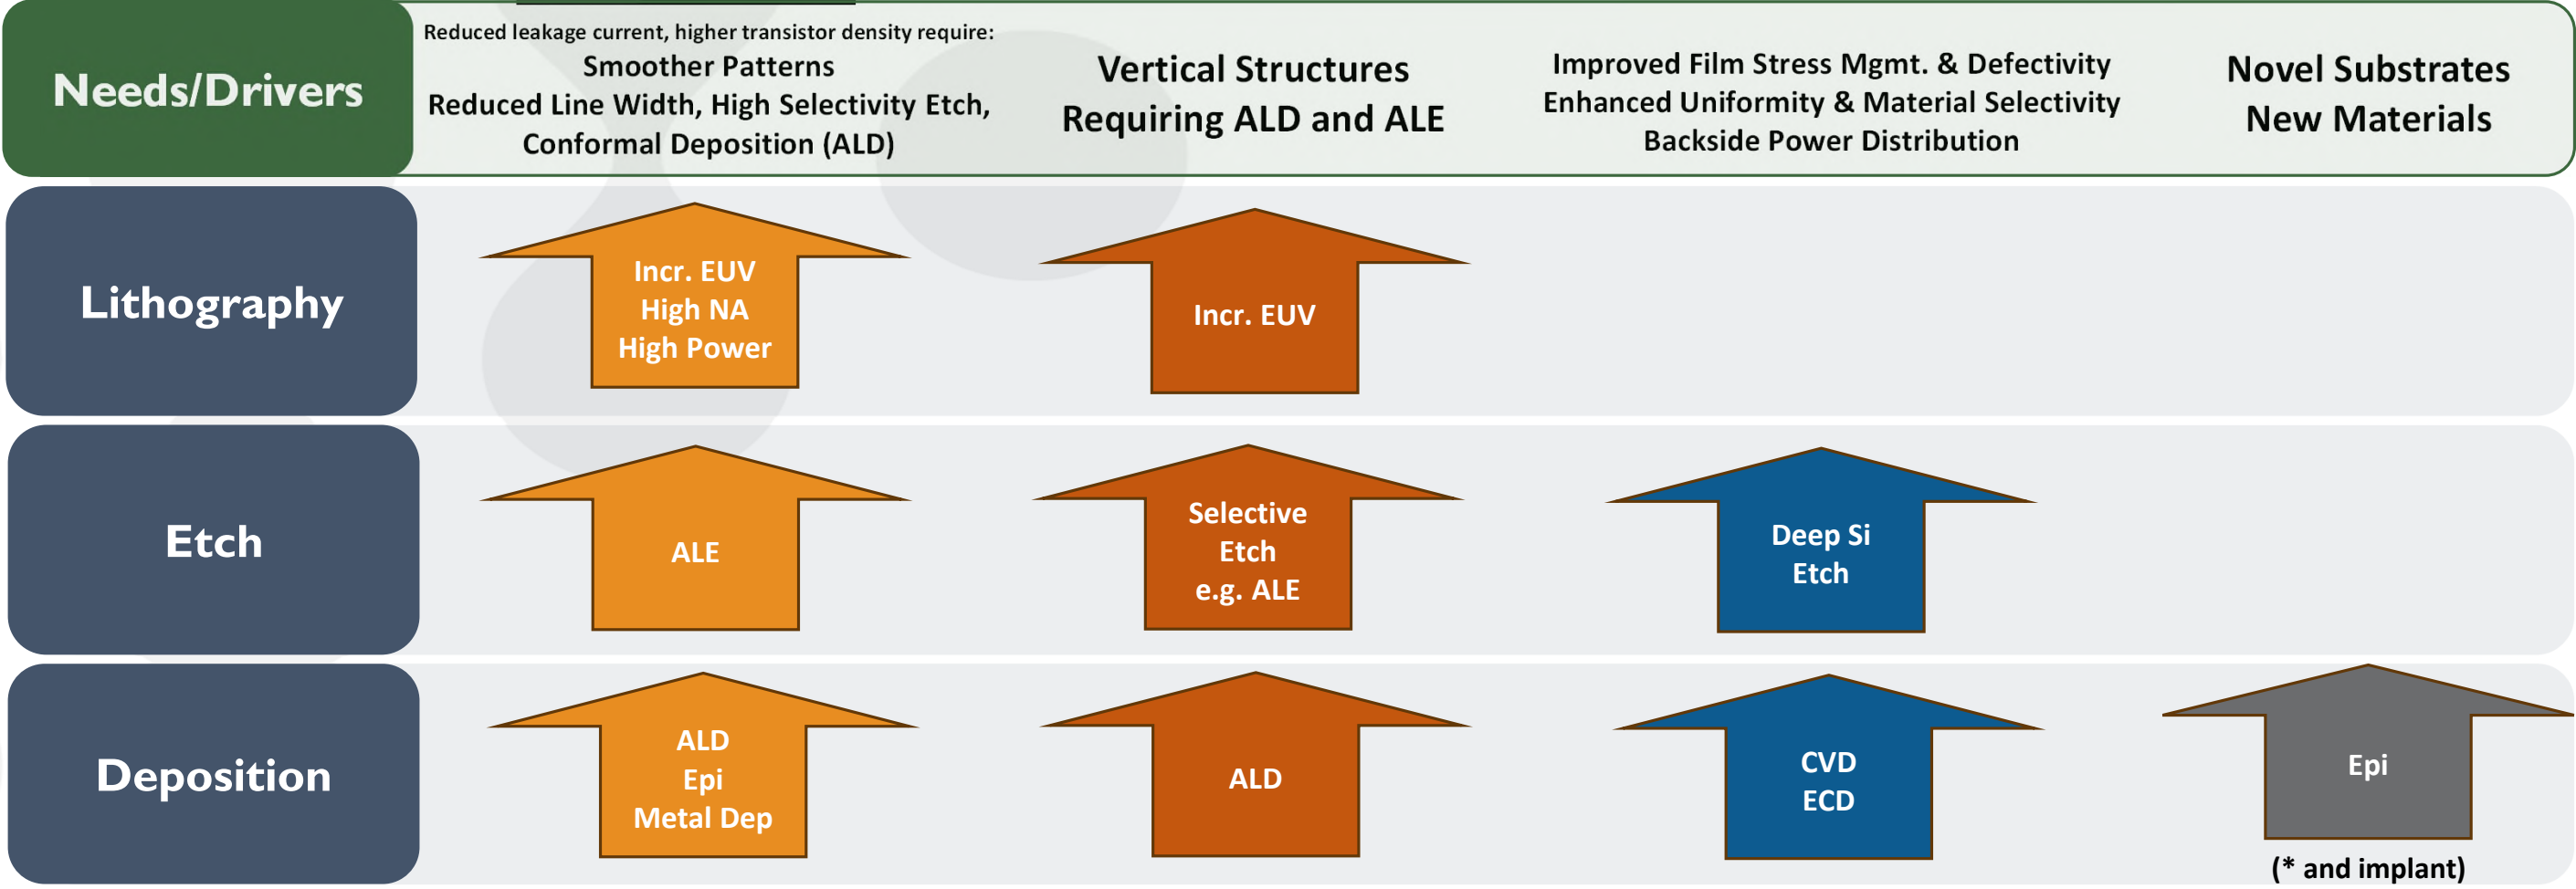 Needs/Drivers
Reduced leakage current, higher transistor density require:
Smoother Patterns
Reduced Line Width, High Selectivity Etch,
Conformal Deposition (ALD)
Vertical Structures
Requiring ALD and ALE
Improved Film Stress Mgmt. & Defectivity
Enhanced Uniformity & Material Selectivity
Backside Power Distribution
Novel Substrates
New Materials
Lithography
Incr. EUV
High NA
High Power
Incr. EUV
Etch
ALE
Selective
Etch
e.g. ALE
Deep Si
Etch
Deposition
ALD
Epi
Metal Dep
ALD
CVD
ECD
Epi
(* and implant)